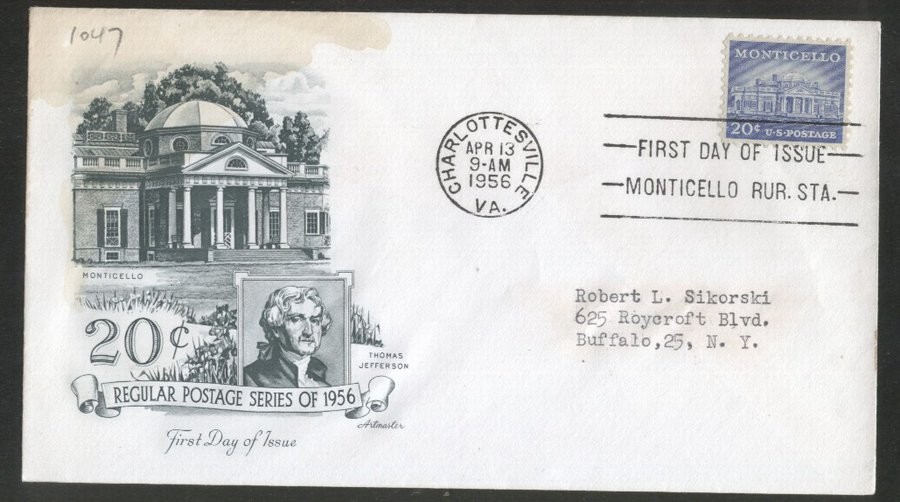 1047
MONTICELLO
20¢ U·S·POSTAGE
CHARLOTTESVILLE
APR 13
9-AM
1956
VA.
FIRST DAY OF ISSUE
MONTICELLO RUR. STA.
MONTICELLO
20¢
THOMAS
JEFFERSON
REGULAR POSTAGE SERIES OF 1956
Artmaster
First Day of Issue
Robert L. Sikorski
625 Roycroft Blvd.
Buffalo,25, N. Y.